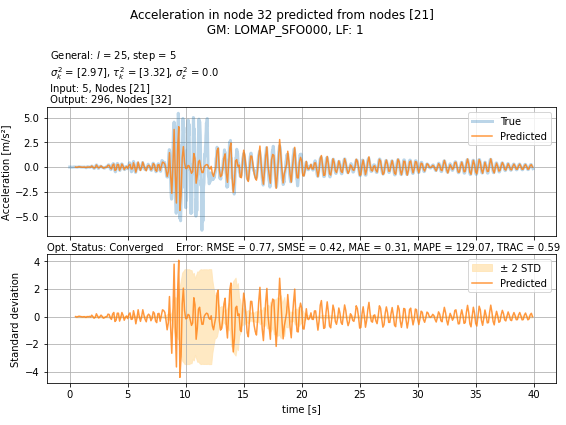 Acceleration in node 32 predicted from nodes [21]
GM: LOMAP_SFO000, LF: 1
General: l = 25, step = 5
σ²ₖ = [2.97], τ²ₖ = [3.32], σ²ε = 0.0
Input: 5, Nodes [21]
Output: 296, Nodes [32]
Acceleration [m/s²]
5.0
2.5
0.0
−2.5
−5.0
True
Predicted
Opt. Status: Converged Error: RMSE = 0.77, SMSE = 0.42, MAE = 0.31, MAPE = 129.07, TRAC = 0.59
Standard deviation
4
2
0
−2
−4
± 2 STD
Predicted
0 5 10 15 20 25 30 35 40
time [s]